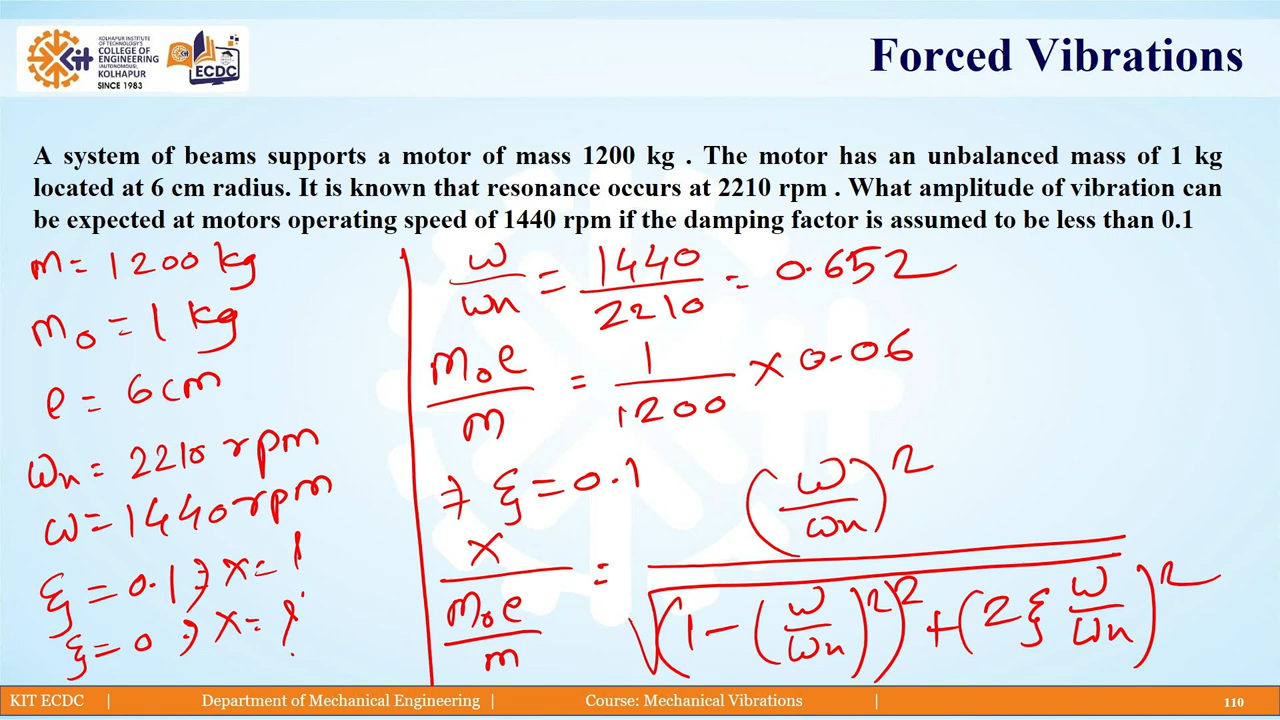 KOLHAPUR INSTITUTE
OF TECHNOLOGY'S
COLLEGE OF
ENGINEERING
(AUTONOMOUS),
KOLHAPUR
SINCE 1983
Kit
ECDC
Forced Vibrations
A system of beams supports a motor of mass 1200 kg . The motor has an unbalanced mass of 1 kg
located at 6 cm radius. It is known that resonance occurs at 2210 rpm . What amplitude of vibration can
be expected at motors operating speed of 1440 rpm if the damping factor is assumed to be less than 0.1
m = 1200 kg
m₀ = 1 kg
e = 6 cm
ωn = 2210 rpm
ω = 1440 rpm
ξ = 0.1 ⇒ x = ?
ξ = 0 ⇒ x = ?
ω/ωn = 1440/2210 = 0.652
m₀e/m = 1/1200 × 0.06
⇒ ξ = 0.1
x/(m₀e/m) = (ω/ωn)²/√((1 − (ω/ωn)²)² + (2ξ ω/ωn)²)
KIT ECDC | Department of Mechanical Engineering | Course: Mechanical Vibrations | 110